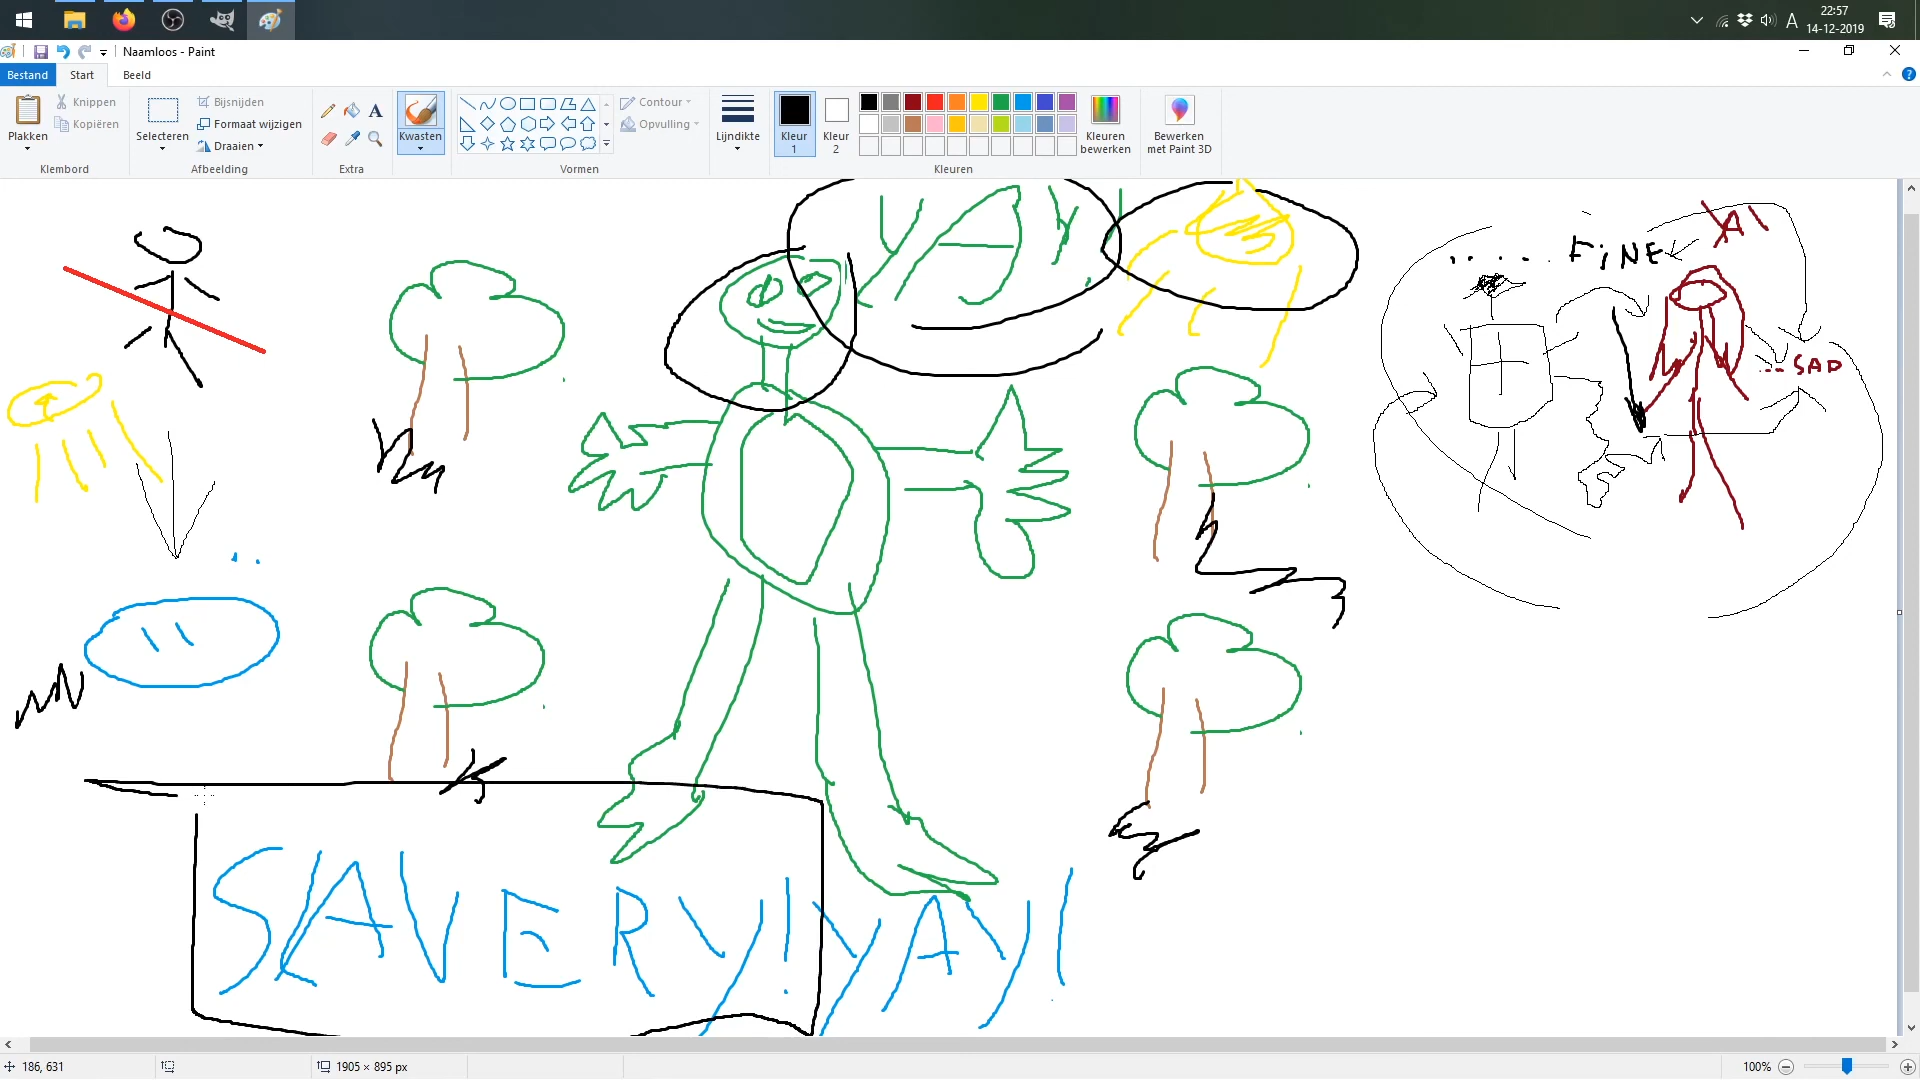 22:57
A
14-12-2019
Naamloos - Paint
Bestand Start Beeld
Plakken
Knippen
Kopiëren
Klembord
Selecteren
Bijsnijden
Formaat wijzigen
Draaien
Afbeelding
A
Extra
Kwasten
Contour
Opvulling
Vormen
Lijndikte
Kleur
1
Kleur
2
Kleuren
bewerken
Kleuren
Bewerken
met Paint 3D
YAY!
YAY
..... FiNE
... SAD
SLAVERY! YAY!
186, 631
1905 × 895 px
100%